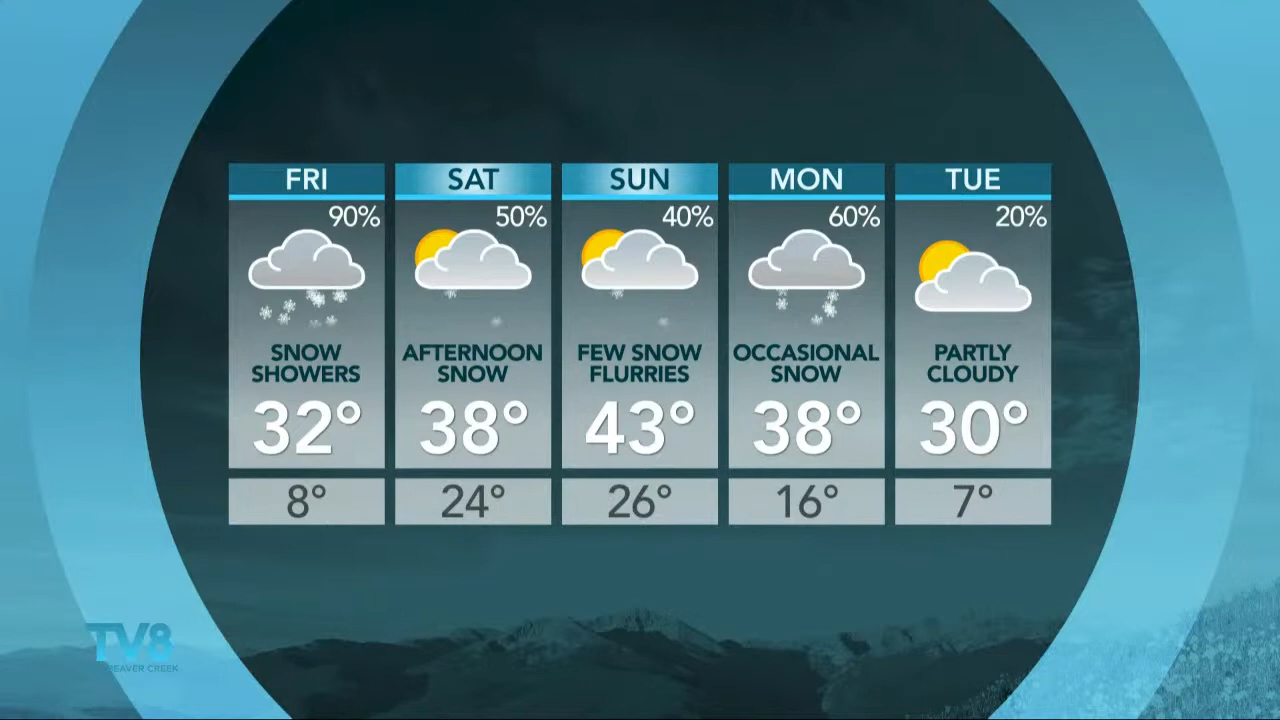 FRI SAT SUN MON TUE
90% 50% 40% 60% 20%
SNOW SHOWERS
AFTERNOON SNOW
FEW SNOW FLURRIES
OCCASIONAL SNOW
PARTLY CLOUDY
32° 38° 43° 38° 30°
8° 24° 26° 16° 7°
TV8
BEAVER CREEK